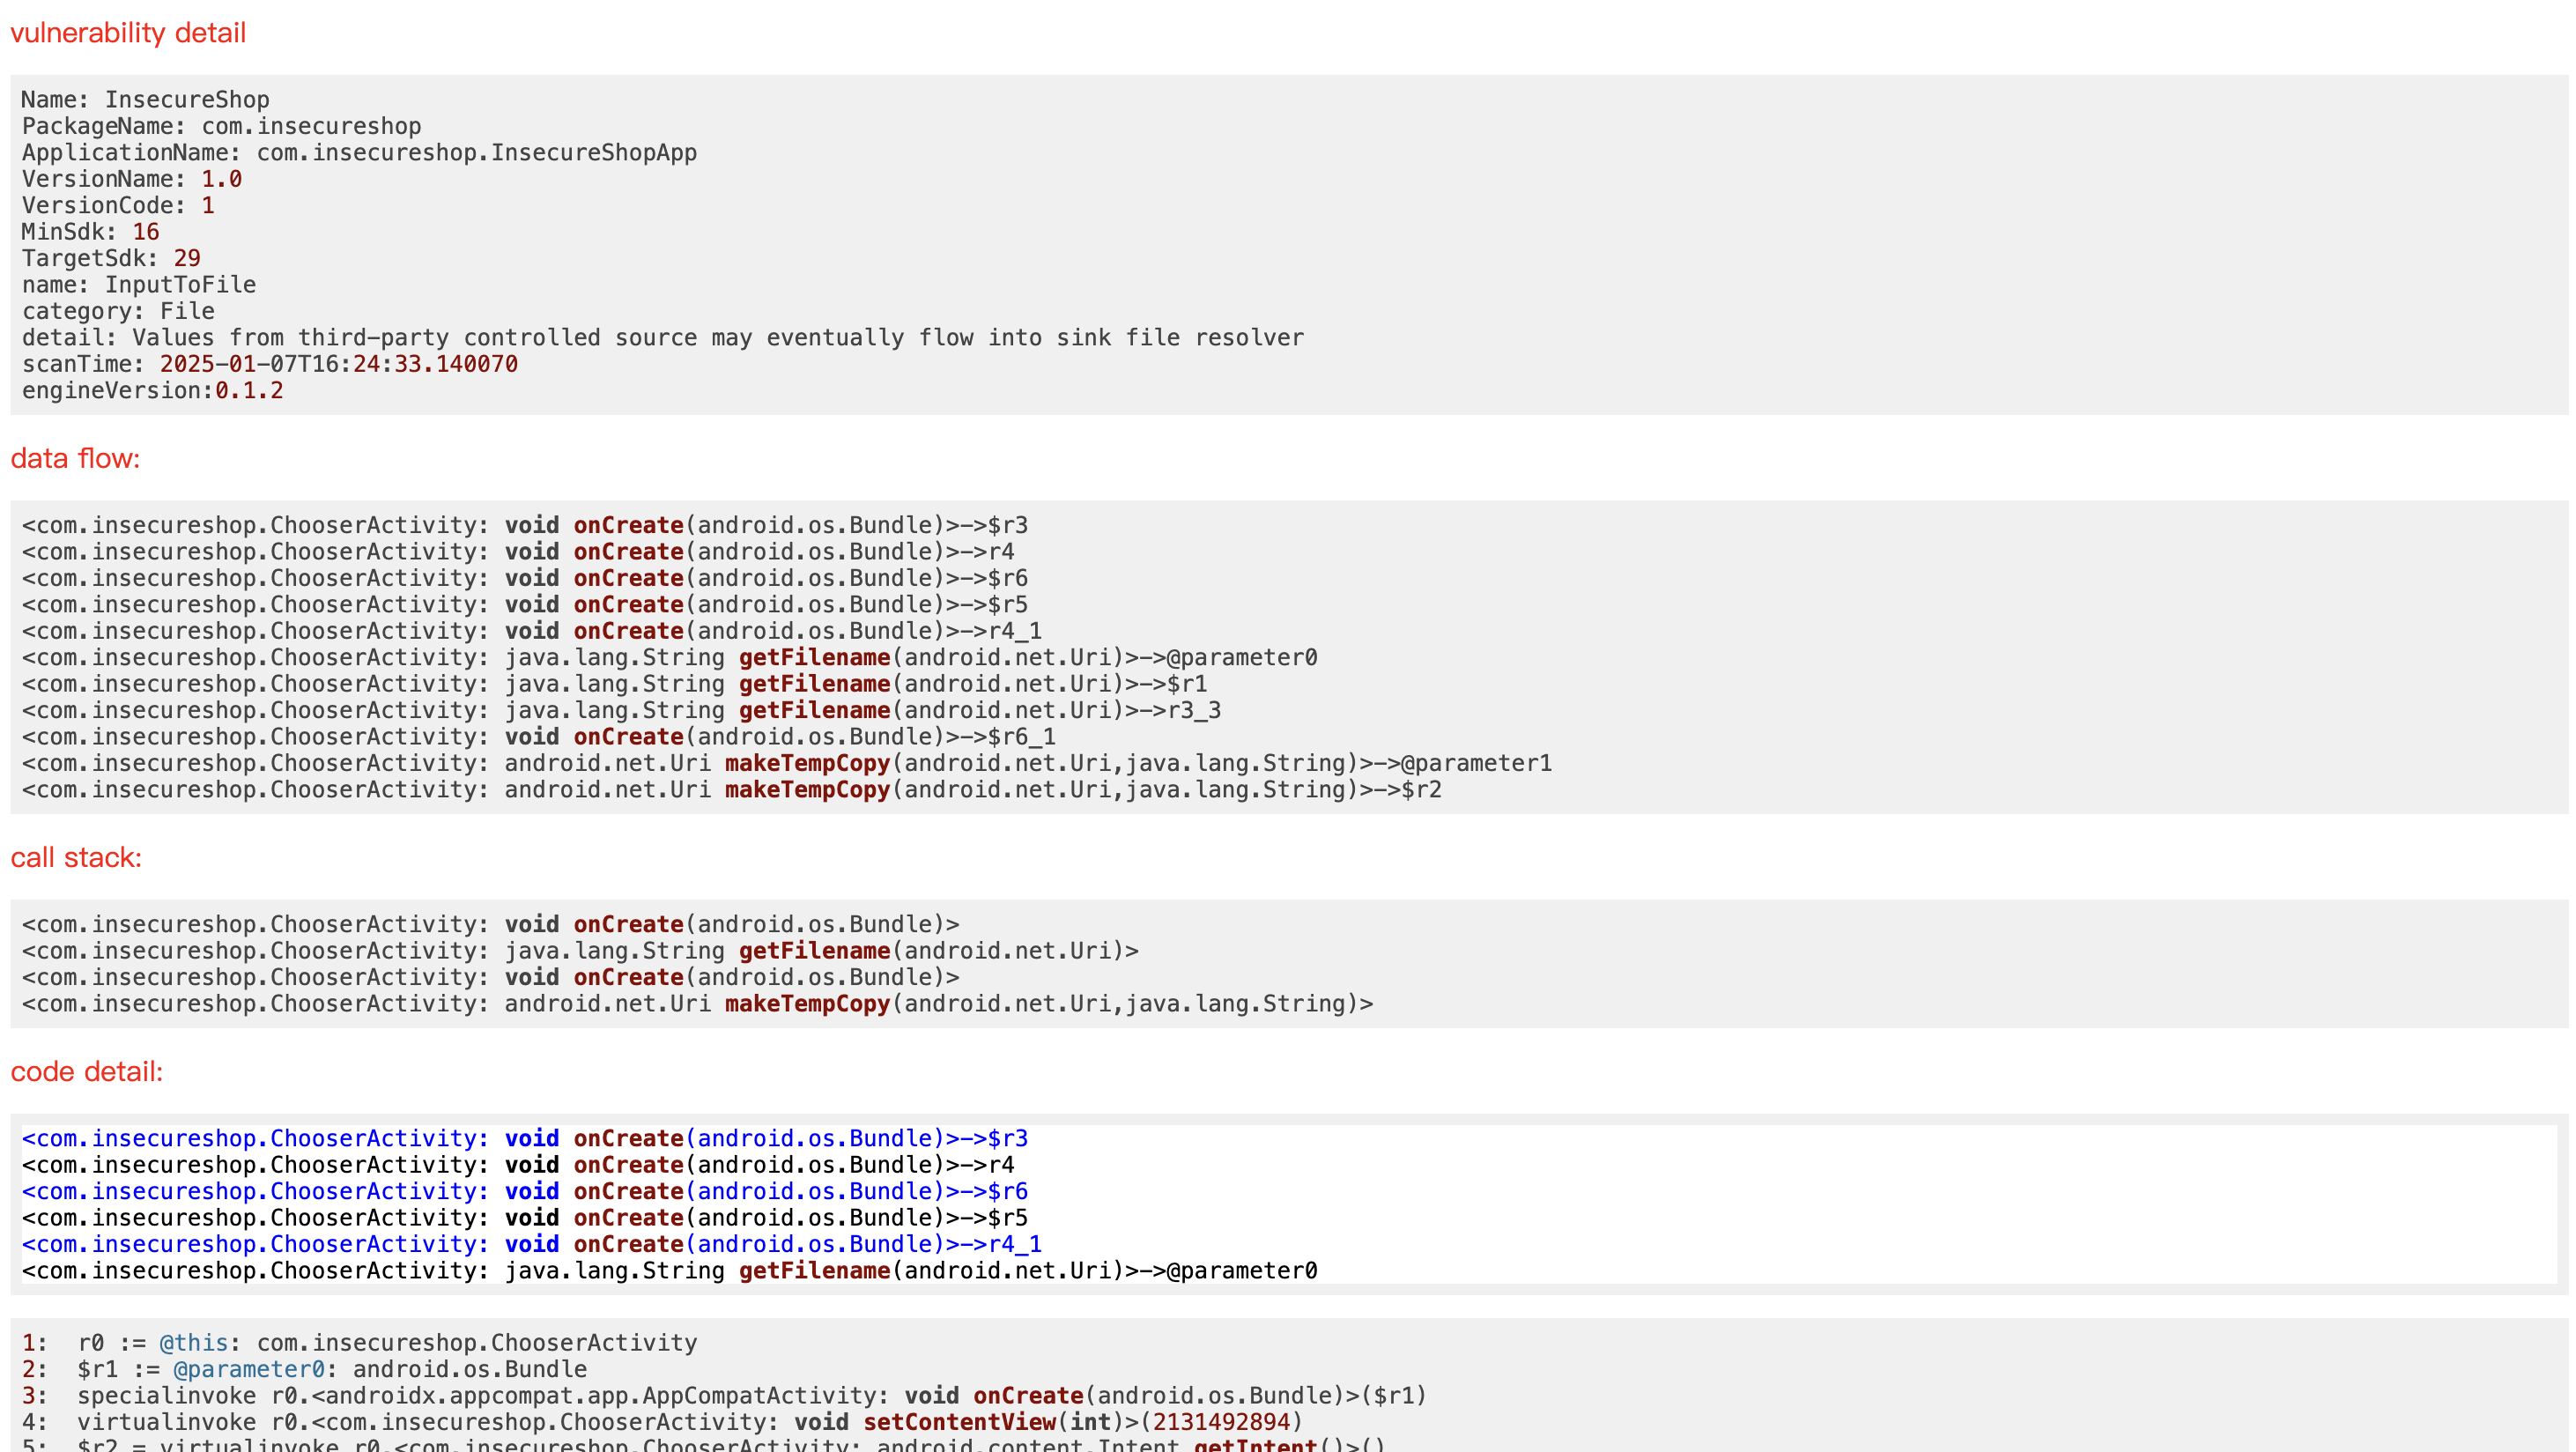 vulnerability detail
Name: InsecureShop
PackageName: com.insecureshop
ApplicationName: com.insecureshop.InsecureShopApp
VersionName: 1.0
VersionCode: 1
MinSdk: 16
TargetSdk: 29
name: InputToFile
category: File
detail: Values from third-party controlled source may eventually flow into sink file resolver
scanTime: 2025-01-07T16:24:33.140070
engineVersion:0.1.2
data flow:
<com.insecureshop.ChooserActivity: void onCreate(android.os.Bundle)>->$r3
<com.insecureshop.ChooserActivity: void onCreate(android.os.Bundle)>->r4
<com.insecureshop.ChooserActivity: void onCreate(android.os.Bundle)>->$r6
<com.insecureshop.ChooserActivity: void onCreate(android.os.Bundle)>->$r5
<com.insecureshop.ChooserActivity: void onCreate(android.os.Bundle)>->r4_1
<com.insecureshop.ChooserActivity: java.lang.String getFilename(android.net.Uri)>->@parameter0
<com.insecureshop.ChooserActivity: java.lang.String getFilename(android.net.Uri)>->$r1
<com.insecureshop.ChooserActivity: java.lang.String getFilename(android.net.Uri)>->r3_3
<com.insecureshop.ChooserActivity: void onCreate(android.os.Bundle)>->$r6_1
<com.insecureshop.ChooserActivity: android.net.Uri makeTempCopy(android.net.Uri,java.lang.String)>->@parameter1
<com.insecureshop.ChooserActivity: android.net.Uri makeTempCopy(android.net.Uri,java.lang.String)>->$r2
call stack:
<com.insecureshop.ChooserActivity: void onCreate(android.os.Bundle)>
<com.insecureshop.ChooserActivity: java.lang.String getFilename(android.net.Uri)>
<com.insecureshop.ChooserActivity: void onCreate(android.os.Bundle)>
<com.insecureshop.ChooserActivity: android.net.Uri makeTempCopy(android.net.Uri,java.lang.String)>
code detail:
<com.insecureshop.ChooserActivity: void onCreate(android.os.Bundle)>->$r3
<com.insecureshop.ChooserActivity: void onCreate(android.os.Bundle)>->r4
<com.insecureshop.ChooserActivity: void onCreate(android.os.Bundle)>->$r6
<com.insecureshop.ChooserActivity: void onCreate(android.os.Bundle)>->$r5
<com.insecureshop.ChooserActivity: void onCreate(android.os.Bundle)>->r4_1
<com.insecureshop.ChooserActivity: java.lang.String getFilename(android.net.Uri)>->@parameter0
1: r0 := @this: com.insecureshop.ChooserActivity
2: $r1 := @parameter0: android.os.Bundle
3: specialinvoke r0.<androidx.appcompat.app.AppCompatActivity: void onCreate(android.os.Bundle)>($r1)
4: virtualinvoke r0.<com.insecureshop.ChooserActivity: void setContentView(int)>(2131492894)
5: $r2 = virtualinvoke r0.<com.insecureshop.ChooserActivity: android.content.Intent getIntent()>()